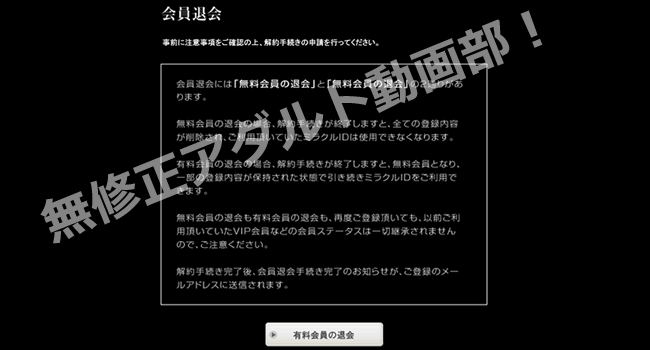 会員退会
事前に注意事項をご確認の上、解約手続きの申請を行ってください。
会員退会には「無料会員の退会」と「無料会員の退会」の2通りがあ
ります。
無料会員の退会の場合、解約手続きが終了しますと、全ての登録内容
が削除され、ご利用頂いていたミラクルIDは使用できなくなります。
有料会員の退会の場合、解約手続きが終了しますと、無料会員となり、
一部の登録内容が保持された状態で引き続きミラクルIDをご利用で
きます。
無料会員の退会も有料会員の退会も、再度ご登録頂いても、以前ご利
用頂いていたVIP会員などの会員ステータスは一切継承されません
ので、ご注意ください。
解約手続き完了後、会員退会手続き完了のお知らせが、ご登録のメー
ルアドレスに送信されます。
有料会員の退会
無修正アダルト動画部！